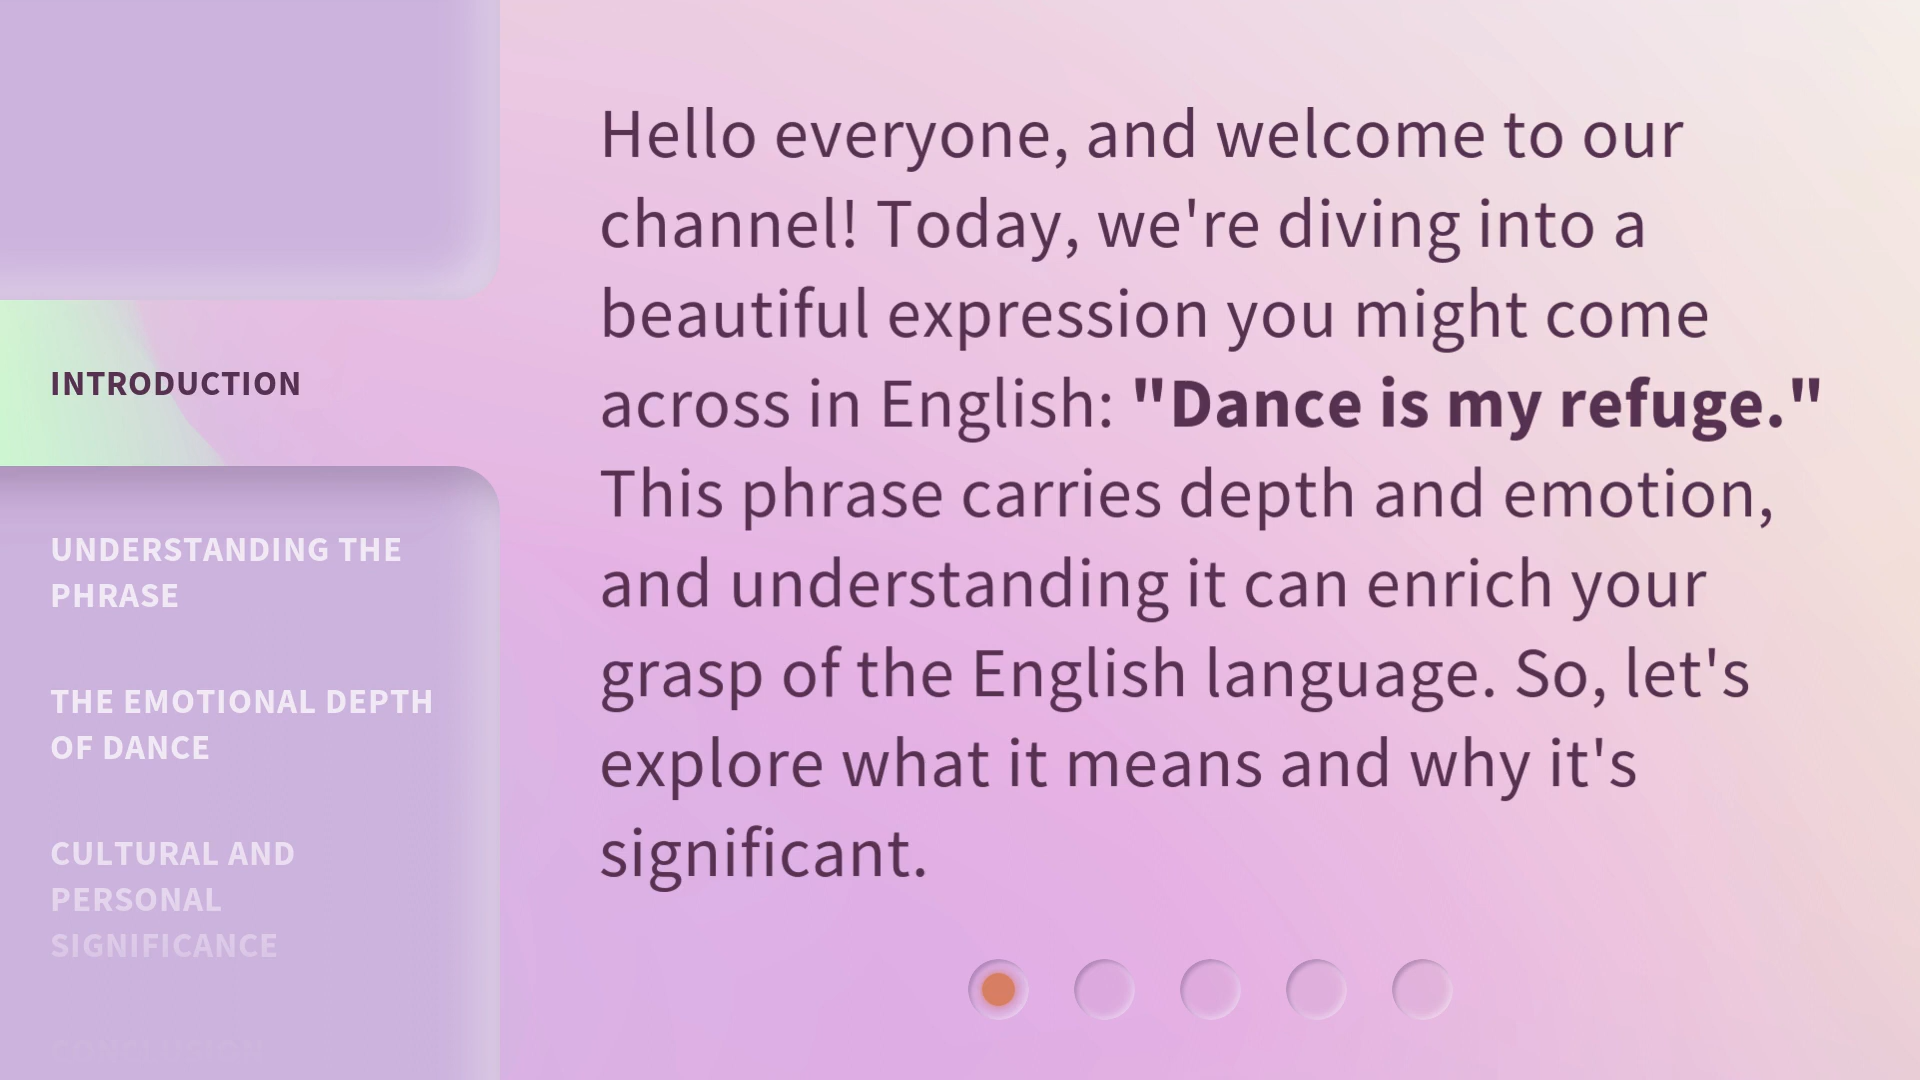 INTRODUCTION
UNDERSTANDING THE
PHRASE
THE EMOTIONAL DEPTH
OF DANCE
CULTURAL AND
PERSONAL
SIGNIFICANCE
CONCLUSION
Hello everyone, and welcome to our
channel! Today, we're diving into a
beautiful expression you might come
across in English: "Dance is my refuge."
This phrase carries depth and emotion,
and understanding it can enrich your
grasp of the English language. So, let's
explore what it means and why it's
significant.